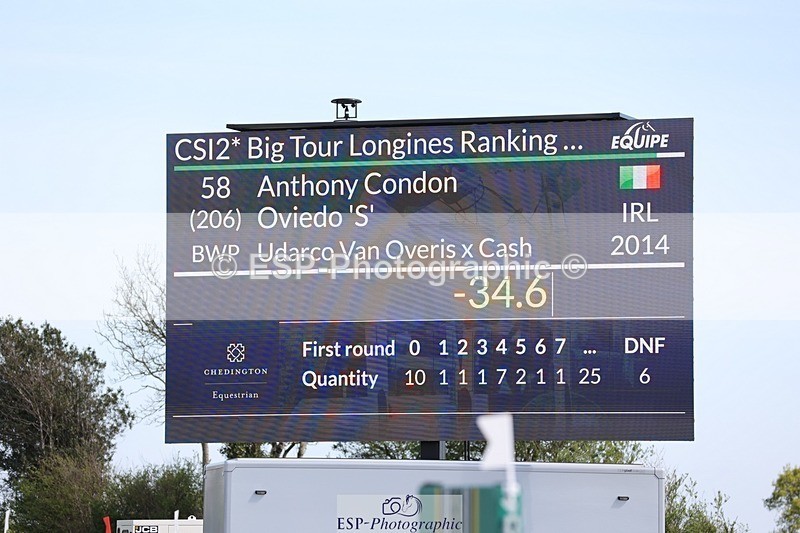 CSI2* Big Tour Longines Ranking ...
EQUIPE
58 Anthony Condon
(206) Oviedo 'S' IRL
BWP Udarco Van Overis x Cash 2014
© ESP-Photographic ©
-34.6
First round 0 1 2 3 4 5 6 7 ... DNF
Quantity 10 1 1 1 7 2 1 1 25 6
CHEDINGTON
Equestrian
ESP-Photographic
JCB